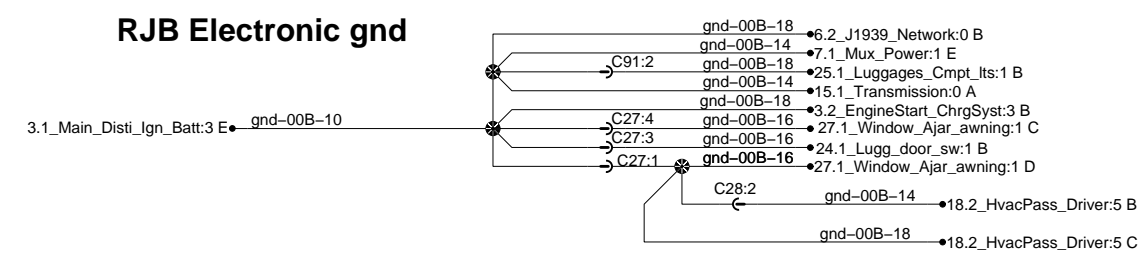 RJB Electronic gnd
gnd−00B−18 6.2_J1939_Network:0 B
gnd−00B−14 7.1_Mux_Power:1 E
C91:2 gnd−00B−18 25.1_Luggages_Cmpt_lts:1 B
gnd−00B−14 15.1_Transmission:0 A
gnd−00B−18 3.2_EngineStart_ChrgSyst:3 B
3.1_Main_Disti_Ign_Batt:3 E gnd−00B−10 C27:4 gnd−00B−16 27.1_Window_Ajar_awning:1 C
C27:3 gnd−00B−16 24.1_Lugg_door_sw:1 B
C27:1 gnd−00B−16 27.1_Window_Ajar_awning:1 D
C28:2 gnd−00B−14 18.2_HvacPass_Driver:5 B
gnd−00B−18 18.2_HvacPass_Driver:5 C